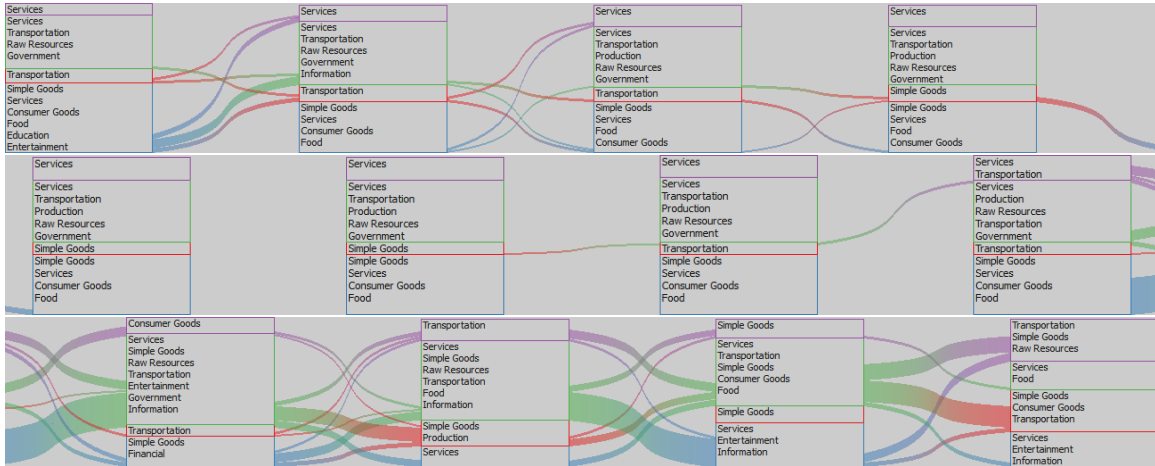 Services
Services
Transportation
Raw Resources
Government
Transportation
Simple Goods
Services
Consumer Goods
Food
Education
Entertainment
Services
Services
Transportation
Raw Resources
Government
Information
Transportation
Simple Goods
Services
Consumer Goods
Food
Services
Services
Transportation
Production
Raw Resources
Government
Transportation
Simple Goods
Services
Food
Consumer Goods
Services
Services
Transportation
Production
Raw Resources
Government
Simple Goods
Simple Goods
Services
Food
Consumer Goods
Services
Services
Transportation
Production
Raw Resources
Government
Simple Goods
Simple Goods
Services
Consumer Goods
Food
Services
Services
Transportation
Production
Raw Resources
Government
Simple Goods
Simple Goods
Services
Consumer Goods
Food
Services
Services
Transportation
Production
Raw Resources
Government
Transportation
Simple Goods
Services
Consumer Goods
Food
Services
Transportation
Services
Production
Raw Resources
Transportation
Government
Transportation
Simple Goods
Services
Consumer Goods
Food
Consumer Goods
Services
Simple Goods
Raw Resources
Transportation
Entertainment
Government
Information
Transportation
Simple Goods
Financial
Transportation
Services
Simple Goods
Raw Resources
Transportation
Food
Information
Simple Goods
Production
Services
Simple Goods
Services
Transportation
Simple Goods
Consumer Goods
Food
Simple Goods
Services
Entertainment
Information
Transportation
Simple Goods
Raw Resources
Services
Food
Simple Goods
Consumer Goods
Transportation
Services
Entertainment
Information